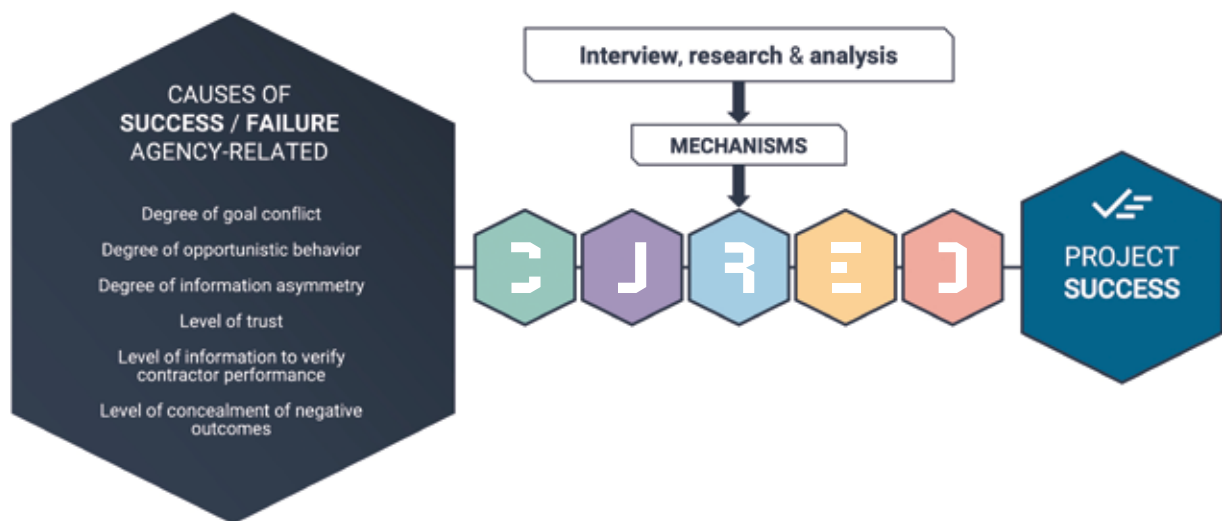 CAUSES OF
SUCCESS / FAILURE
AGENCY-RELATED
Degree of goal conflict
Degree of opportunistic behavior
Degree of information asymmetry
Level of trust
Level of information to verify
contractor performance
Level of concealment of negative
outcomes
Interview, research & analysis
MECHANISMS
C U R E D
PROJECT
SUCCESS